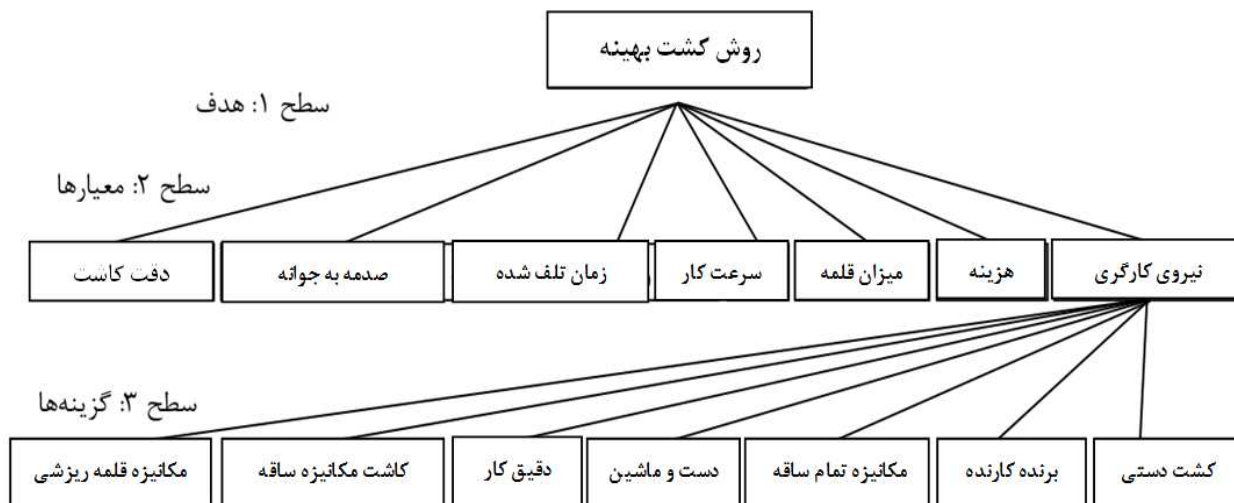 روش کشت بهینه
سطح ۱: هدف
سطح ۲: معیارها
نیروی کارگری
هزینه
میزان قلمه
سرعت کار
زمان تلف شده
صدمه به جوانه
دقت کاشت
سطح ۳: گزینه‌ها
کشت دستی
برنده کارنده
مکانیزه تمام ساقه
دست و ماشین
دقیق کار
کاشت مکانیزه ساقه
مکانیزه قلمه ریزشی